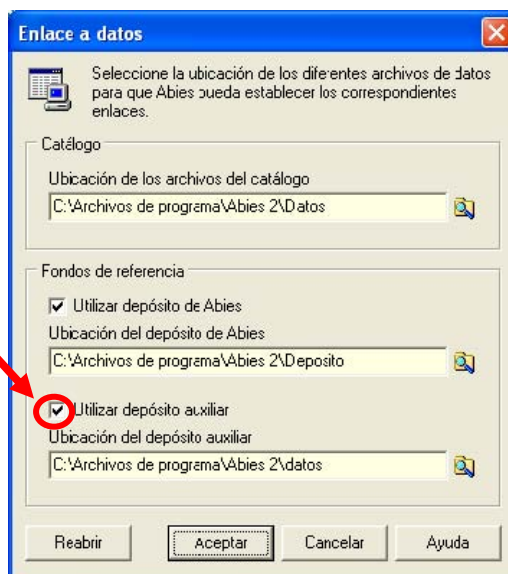 Enlace a datos
Seleccione la ubicación de los diferentes archivos de datos
para que Abies pueda establecer los correspondientes
enlaces.
Catálogo
Ubicación de los archivos del catálogo
C:\Archivos de programa\Abies 2\Datos
Fondos de referencia
Utilizar depósito de Abies
Ubicación del depósito de Abies
C:\Archivos de programa\Abies 2\Deposito
Utilizar depósito auxiliar
Ubicación del depósito auxiliar
C:\Archivos de programa\Abies 2\datos
Reabrir Aceptar Cancelar Ayuda